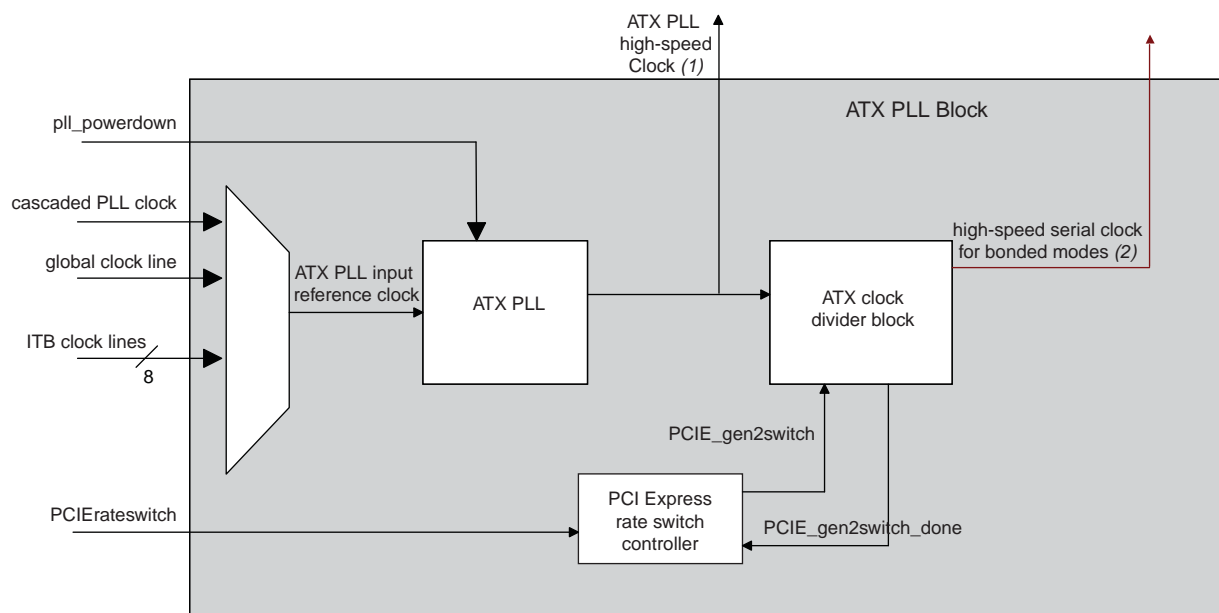 ATX PLL
high-speed
Clock (1)
ATX PLL Block
pll_powerdown
cascaded PLL clock
global clock line
ITB clock lines
8
ATX PLL input
reference clock
ATX PLL
ATX clock
divider block
high-speed serial clock
for bonded modes (2)
PCIE_gen2switch
PCIErateswitch
PCI Express
rate switch
controller
PCIE_gen2switch_done